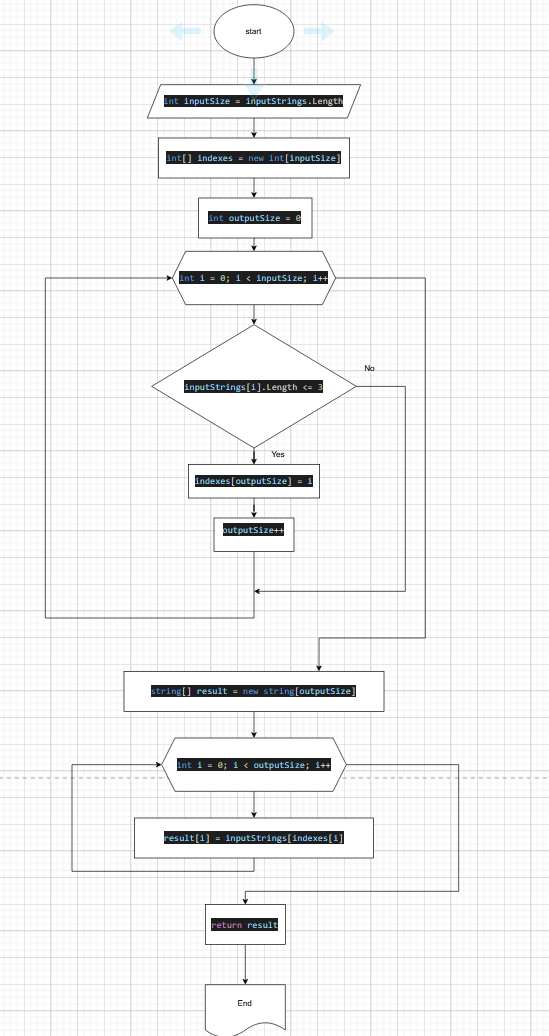 start
int inputSize = inputStrings.Length
int[] indexes = new int[inputSize]
int outputSize = 0
int i = 0; i < inputSize; i++
No
inputStrings[i].Length <= 3
Yes
indexes[outputSize] = i
outputSize++
string[] result = new string[outputSize]
int i = 0; i < outputSize; i++
result[i] = inputStrings[indexes[i]
return result
End